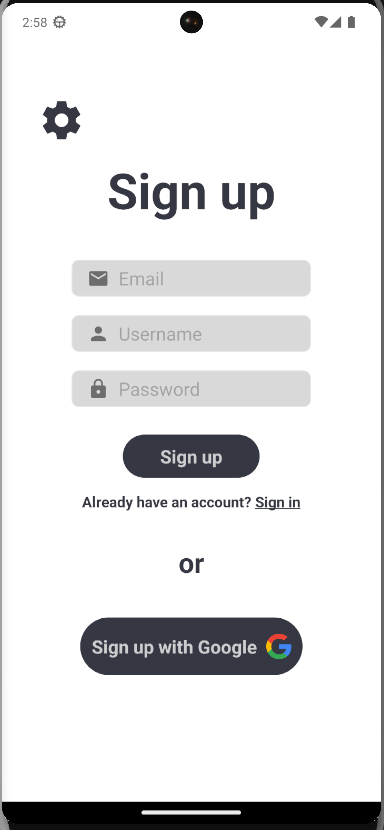 2:58
Sign up
Email
Username
Password
Sign up
Already have an account? Sign in
or
Sign up with Google